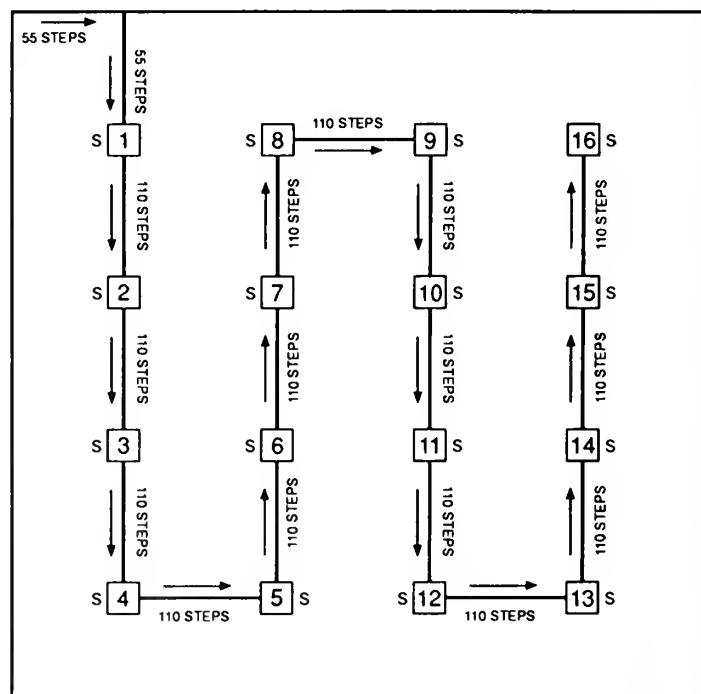 55 STEPS
55 STEPS
S 1
110 STEPS
S 2
110 STEPS
S 3
110 STEPS
S 4
110 STEPS
5 S
110 STEPS
S 6
110 STEPS
S 7
110 STEPS
S 8
110 STEPS
9 S
110 STEPS
10 S
110 STEPS
11 S
110 STEPS
S 12
110 STEPS
13 S
110 STEPS
14 S
110 STEPS
15 S
110 STEPS
16 S